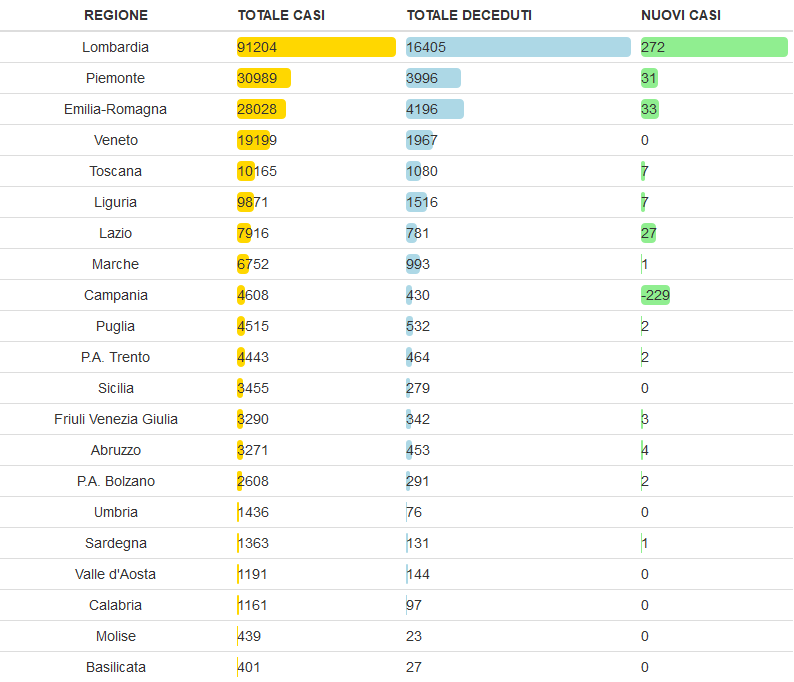 REGIONE TOTALE CASI TOTALE DECEDUTI NUOVI CASI
Lombardia 91204 16405 272
Piemonte 30989 3996 31
Emilia-Romagna 28028 4196 33
Veneto 19199 1967 0
Toscana 10165 1080 7
Liguria 9871 1516 7
Lazio 7916 781 27
Marche 6752 993 1
Campania 4608 430 -229
Puglia 4515 532 2
P.A. Trento 4443 464 2
Sicilia 3455 279 0
Friuli Venezia Giulia 3290 342 3
Abruzzo 3271 453 4
P.A. Bolzano 2608 291 2
Umbria 1436 76 0
Sardegna 1363 131 1
Valle d'Aosta 1191 144 0
Calabria 1161 97 0
Molise 439 23 0
Basilicata 401 27 0